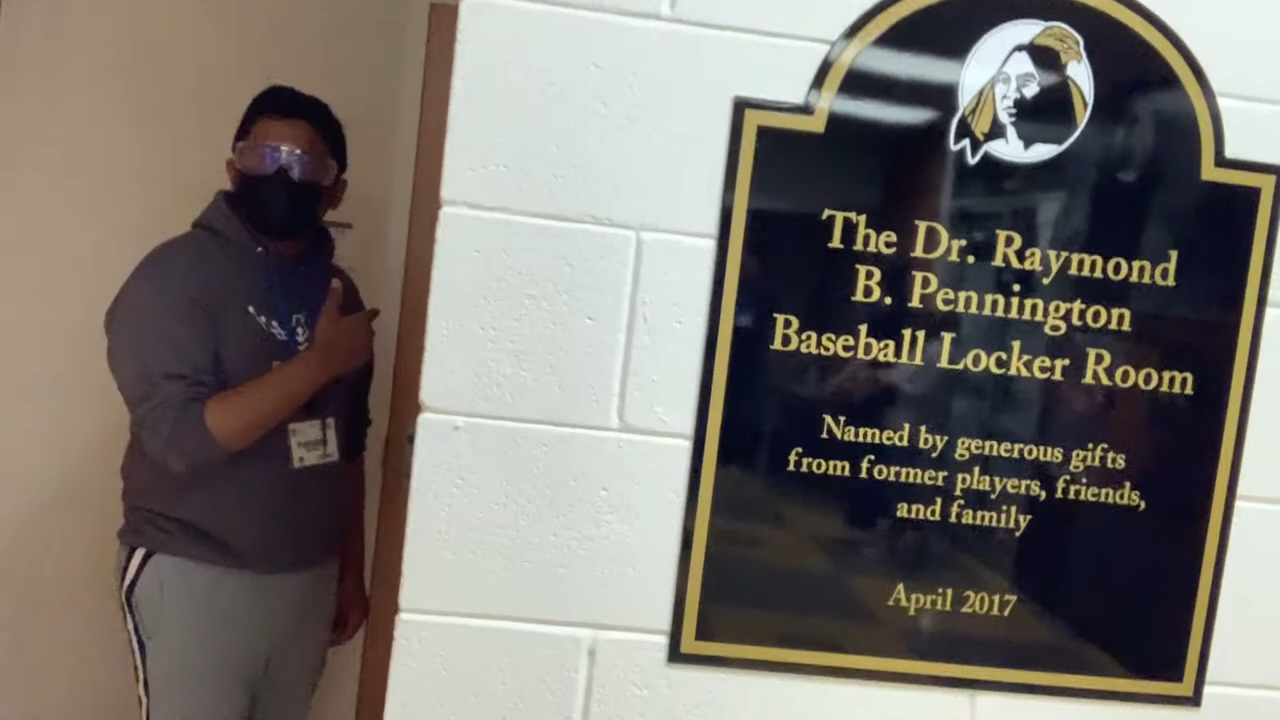 The Dr. Raymond
B. Pennington
Baseball Locker Room
Named by generous gifts
from former players, friends,
and family
April 2017